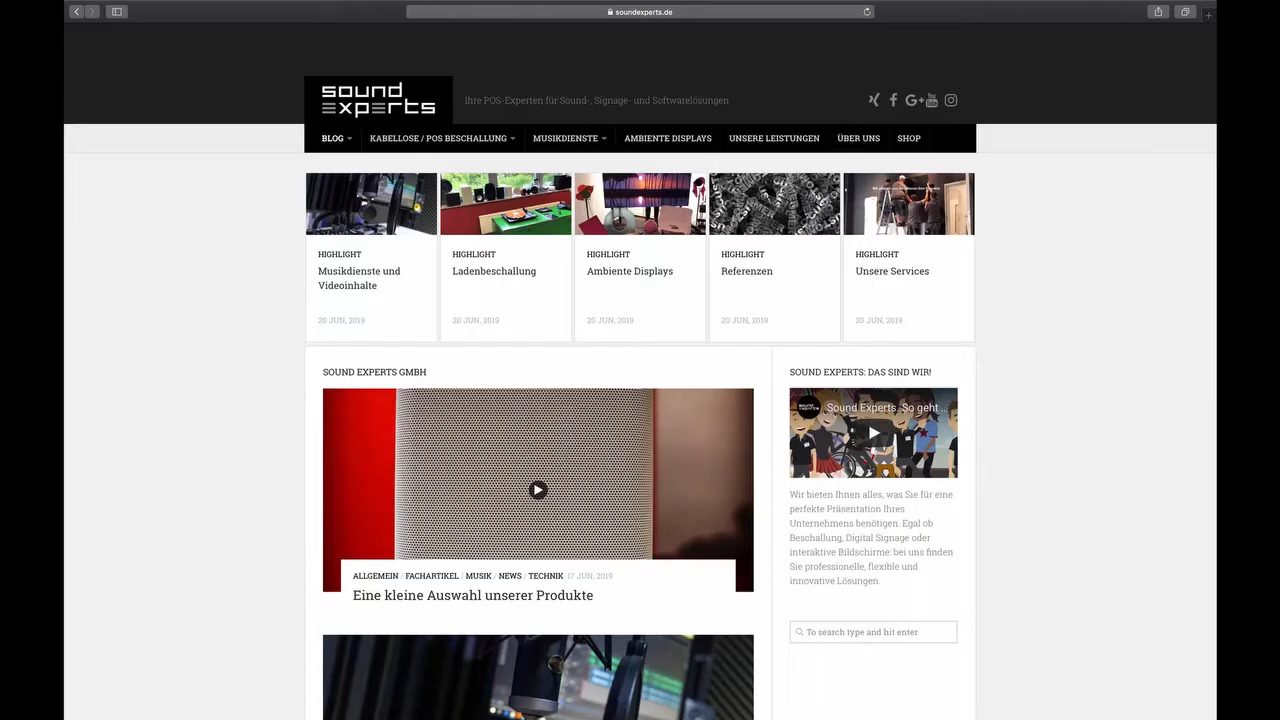 soundexperts.de
sound
experts
Ihre POS-Experten für Sound-, Signage- und Softwarelösungen
BLOG
KABELLOSE / POS BESCHALLUNG
MUSIKDIENSTE
AMBIENTE DISPLAYS
UNSERE LEISTUNGEN
ÜBER UNS
SHOP
HIGHLIGHT
Musikdienste und
Videoinhalte
20 JUN, 2019
HIGHLIGHT
Ladenbeschallung
20 JUN, 2019
HIGHLIGHT
Ambiente Displays
20 JUN, 2019
HIGHLIGHT
Referenzen
20 JUN, 2019
HIGHLIGHT
Unsere Services
20 JUN, 2019
SOUND EXPERTS GMBH
ALLGEMEIN / FACHARTIKEL / MUSIK / NEWS / TECHNIK 17 JUN, 2019
Eine kleine Auswahl unserer Produkte
SOUND EXPERTS: DAS SIND WIR!
Sound Experts. So geht ...
Wir bieten Ihnen alles, was Sie für eine
perfekte Präsentation Ihres
Unternehmens benötigen. Egal ob
Beschallung, Digital Signage oder
interaktive Bildschirme: bei uns finden
Sie professionelle, flexible und
innovative Lösungen.
To search type and hit enter